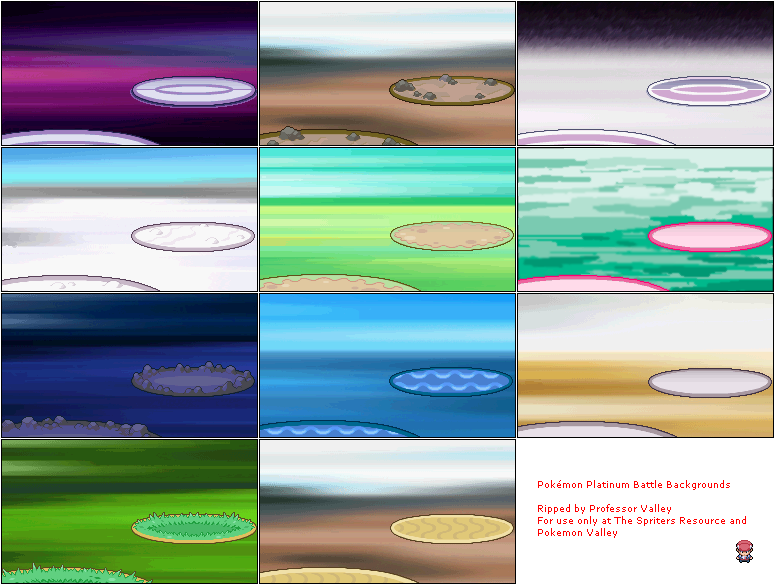 Pokémon Platinum Battle Backgrounds
Ripped by Professor Valley
For use only at The Spriters Resource and
Pokemon Valley